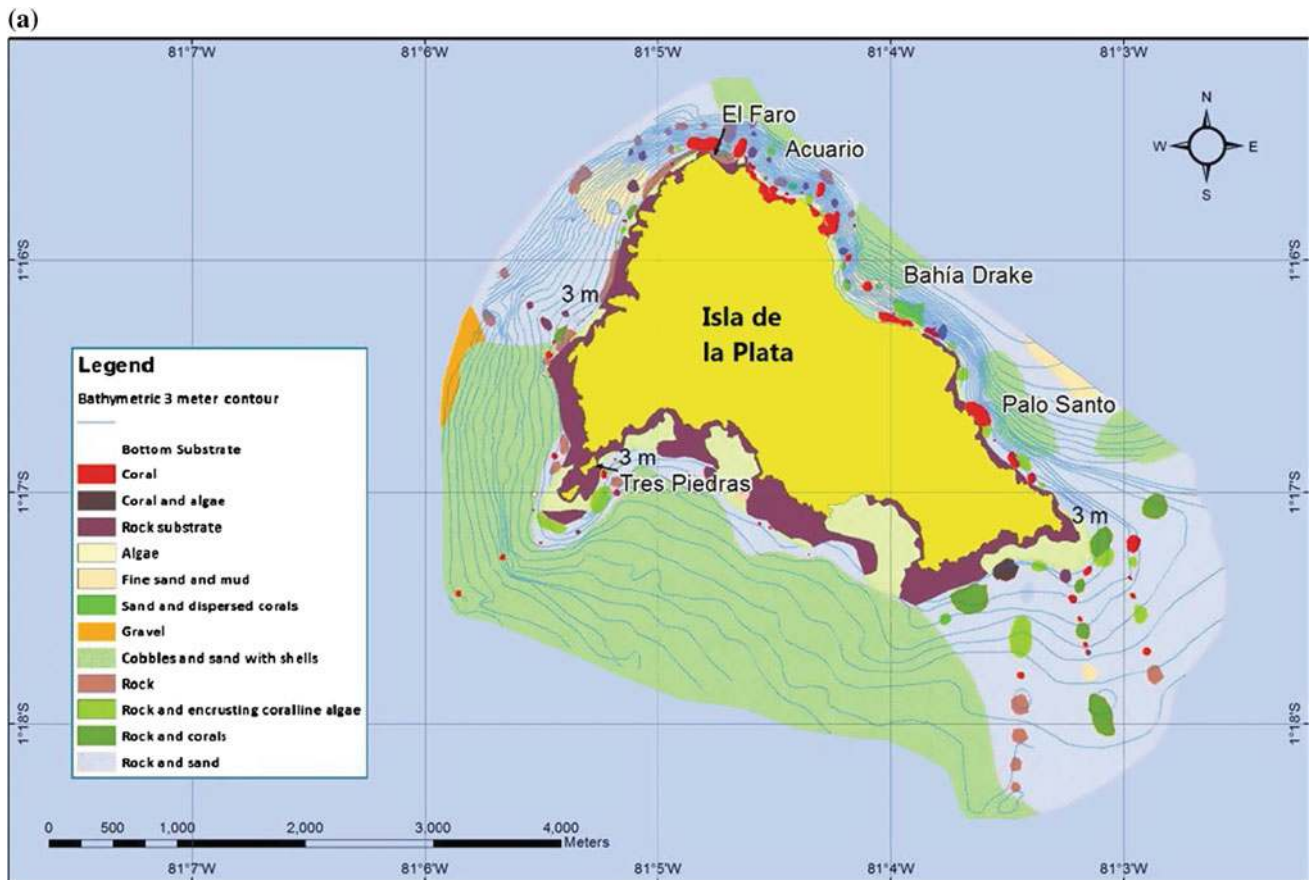 (a)
81°7'W 81°6'W 81°5'W 81°4'W 81°3'W
El Faro
Acuario
N
W E
S
1°16'S 1°16'S
Bahía Drake
3 m
Isla de
la Plata
Palo Santo
3 m
Tres Piedras
1°17'S 1°17'S
3 m
1°18'S 1°18'S
Legend
Bathymetric 3 meter contour
Bottom Substrate
Coral
Coral and algae
Rock substrate
Algae
Fine sand and mud
Sand and dispersed corals
Gravel
Cobbles and sand with shells
Rock
Rock and encrusting coralline algae
Rock and corals
Rock and sand
0 500 1,000 2,000 3,000 4,000
Meters
81°7'W 81°6'W 81°5'W 81°4'W 81°3'W